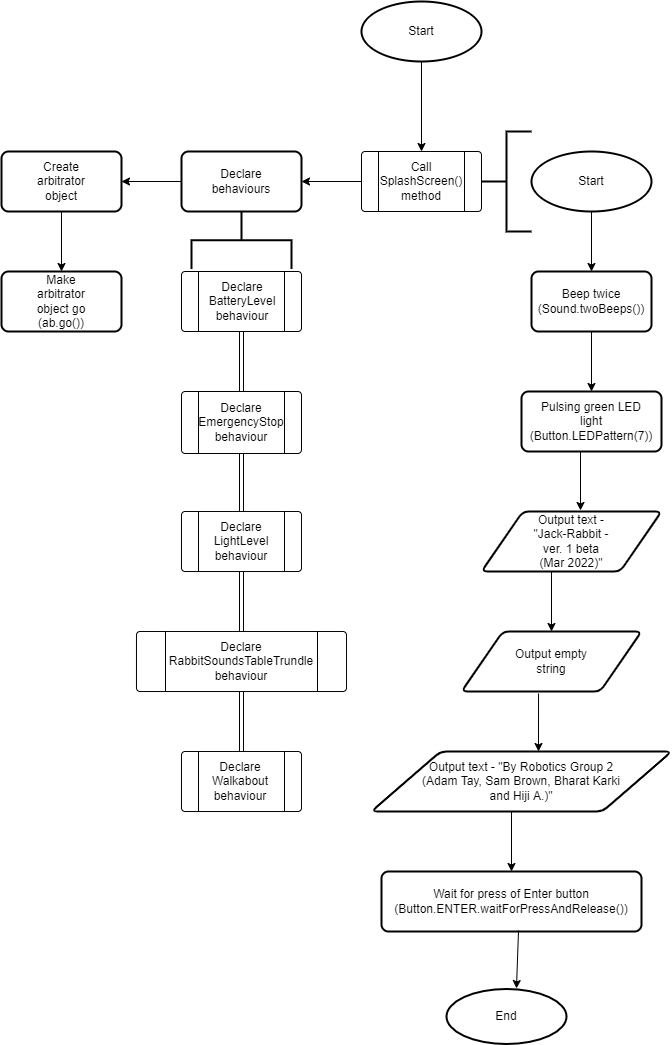 Start
Call
SplashScreen()
method
Declare
behaviours
Create
arbitrator
object
Make
arbitrator
object go
(ab.go())
Declare
BatteryLevel
behaviour
Declare
EmergencyStop
behaviour
Declare
LightLevel
behaviour
Declare
RabbitSoundsTableTrundle
behaviour
Declare
Walkabout
behaviour
Start
Beep twice
(Sound.twoBeeps())
Pulsing green LED
light
(Button.LEDPattern(7))
Output text -
"Jack-Rabbit -
ver. 1 beta
(Mar 2022)"
Output empty
string
Output text - "By Robotics Group 2
(Adam Tay, Sam Brown, Bharat Karki
and Hiji A.)"
Wait for press of Enter button
(Button.ENTER.waitForPressAndRelease())
End